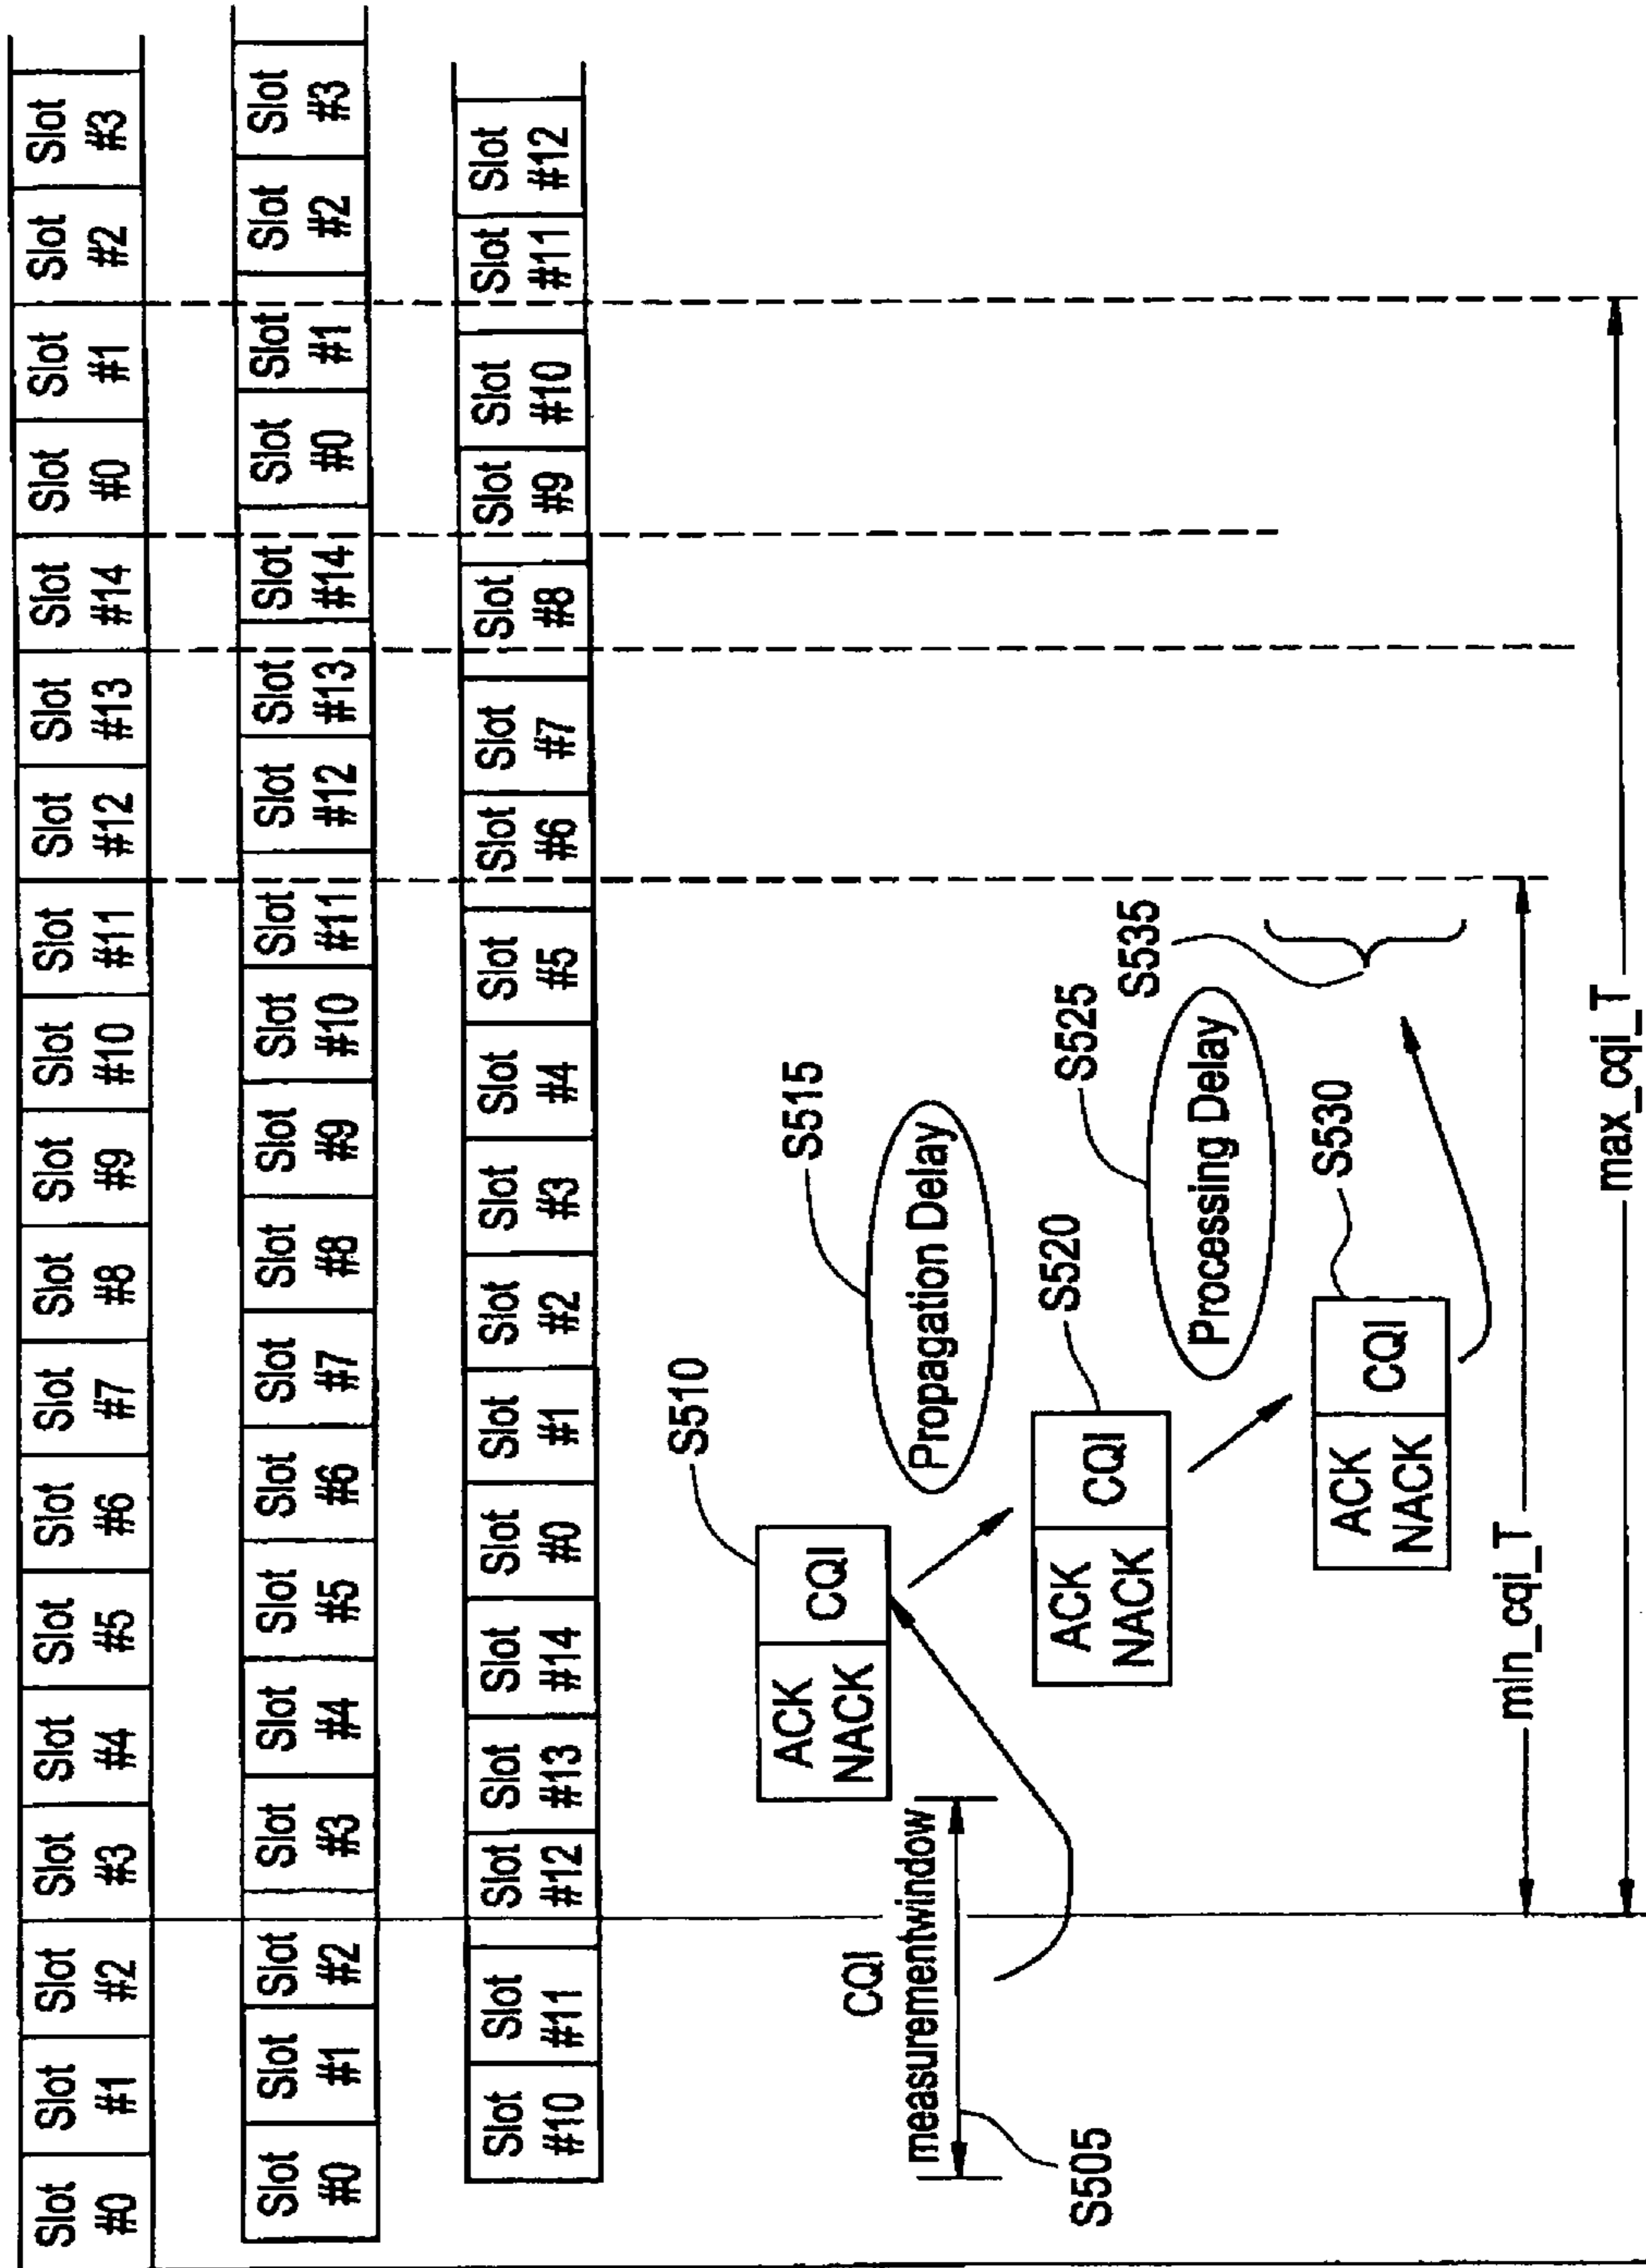 Slot #0
Slot #1
Slot #2
Slot #3
Slot #4
Slot #5
Slot #6
Slot #7
Slot #8
Slot #9
Slot #10
Slot #11
Slot #12
Slot #13
Slot #14
Slot #0
Slot #1
Slot #2
Slot #3
Slot #0
Slot #1
Slot #2
Slot #3
Slot #4
Slot #5
Slot #6
Slot #7
Slot #8
Slot #9
Slot #10
Slot #11
Slot #12
Slot #13
Slot #14
Slot #0
Slot #1
Slot #2
Slot #3
Slot #10
Slot #11
Slot #12
Slot #13
Slot #14
Slot #0
Slot #1
Slot #2
Slot #3
Slot #4
Slot #5
Slot #6
Slot #7
Slot #8
Slot #9
Slot #10
Slot #11
Slot #12
S510
ACK
NACK
CQI
S515
Propagation Delay
CQI
measurementwindow
S505
S520
ACK
NACK
CQI
S525
Processing Delay
S535
S530
ACK
NACK
CQI
min_cqi_T
max_cqi_T